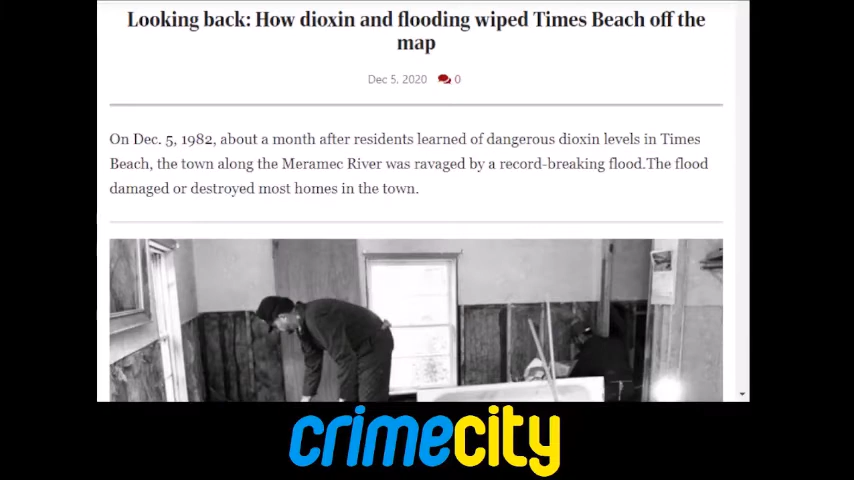 Looking back: How dioxin and flooding wiped Times Beach off the
map
Dec 5, 2020 0
On Dec. 5, 1982, about a month after residents learned of dangerous dioxin levels in Times
Beach, the town along the Meramec River was ravaged by a record-breaking flood.The flood
damaged or destroyed most homes in the town.
crimecity